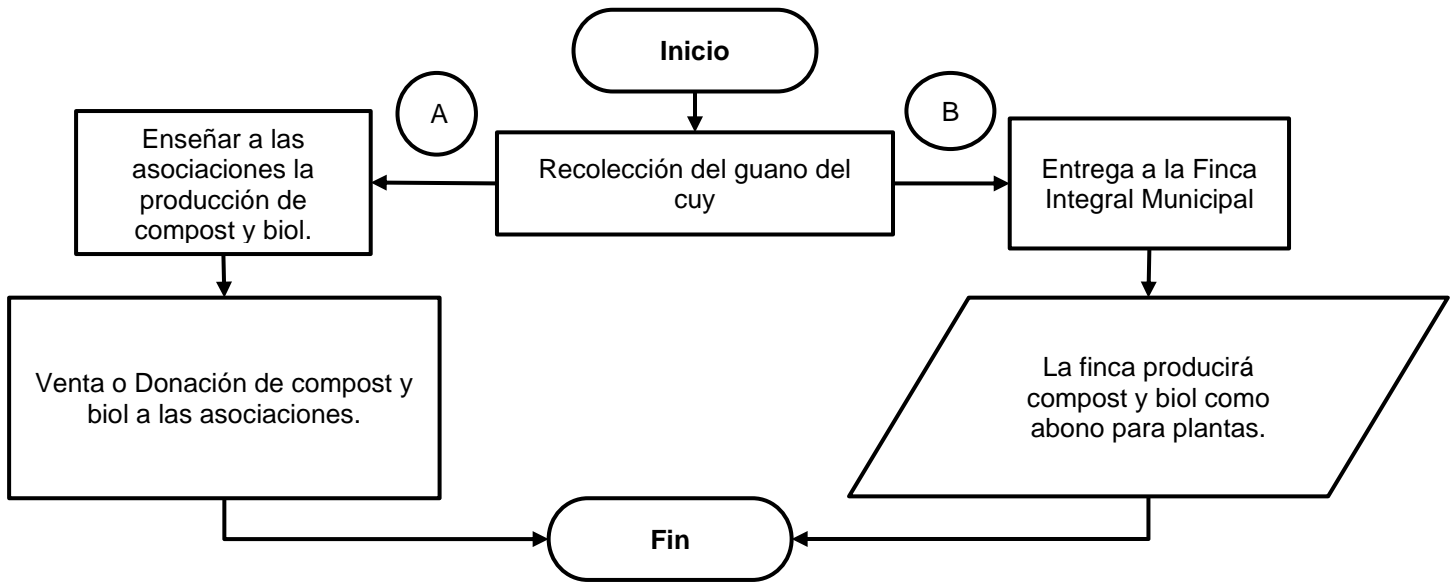 Inicio
A
B
Enseñar a las
asociaciones la
producción de
compost y biol.
Recolección del guano del
cuy
Entrega a la Finca
Integral Municipal
Venta o Donación de compost y
biol a las asociaciones.
La finca producirá
compost y biol como
abono para plantas.
Fin